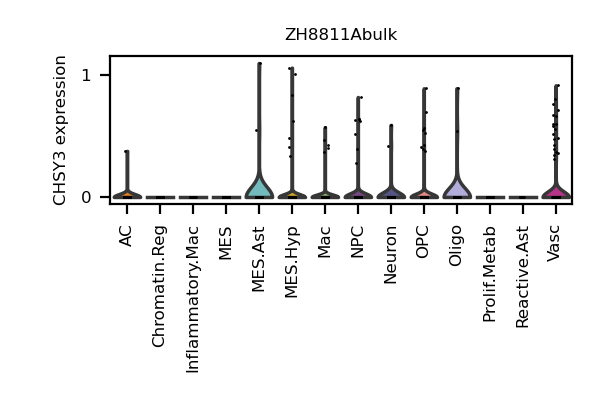 ZH8811Abulk
CHSY3 expression
1
0
AC
Chromatin.Reg
Inflammatory.Mac
MES
MES.Ast
MES.Hyp
Mac
NPC
Neuron
OPC
Oligo
Prolif.Metab
Reactive.Ast
Vasc